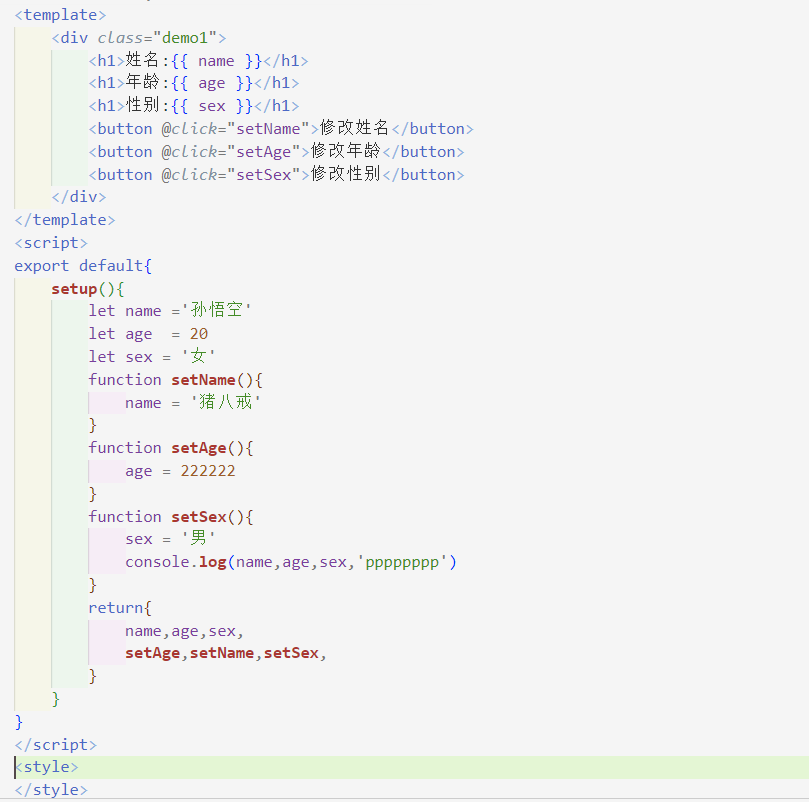 <template>
    <div class="demo1">
        <h1>姓名:{{ name }}</h1>
        <h1>年龄:{{ age }}</h1>
        <h1>性别:{{ sex }}</h1>
        <button @click="setName">修改姓名</button>
        <button @click="setAge">修改年龄</button>
        <button @click="setSex">修改性别</button>
    </div>
</template>
<script>
export default{
    setup(){
        let name ='孙悟空'
        let age  = 20
        let sex = '女'
        function setName(){
            name = '猪八戒'
        }
        function setAge(){
            age = 222222
        }
        function setSex(){
            sex = '男'
            console.log(name,age,sex,'pppppppp')
        }
        return{
            name,age,sex,
            setAge,setName,setSex,
        }
    }
}
</script>
<style>
</style>